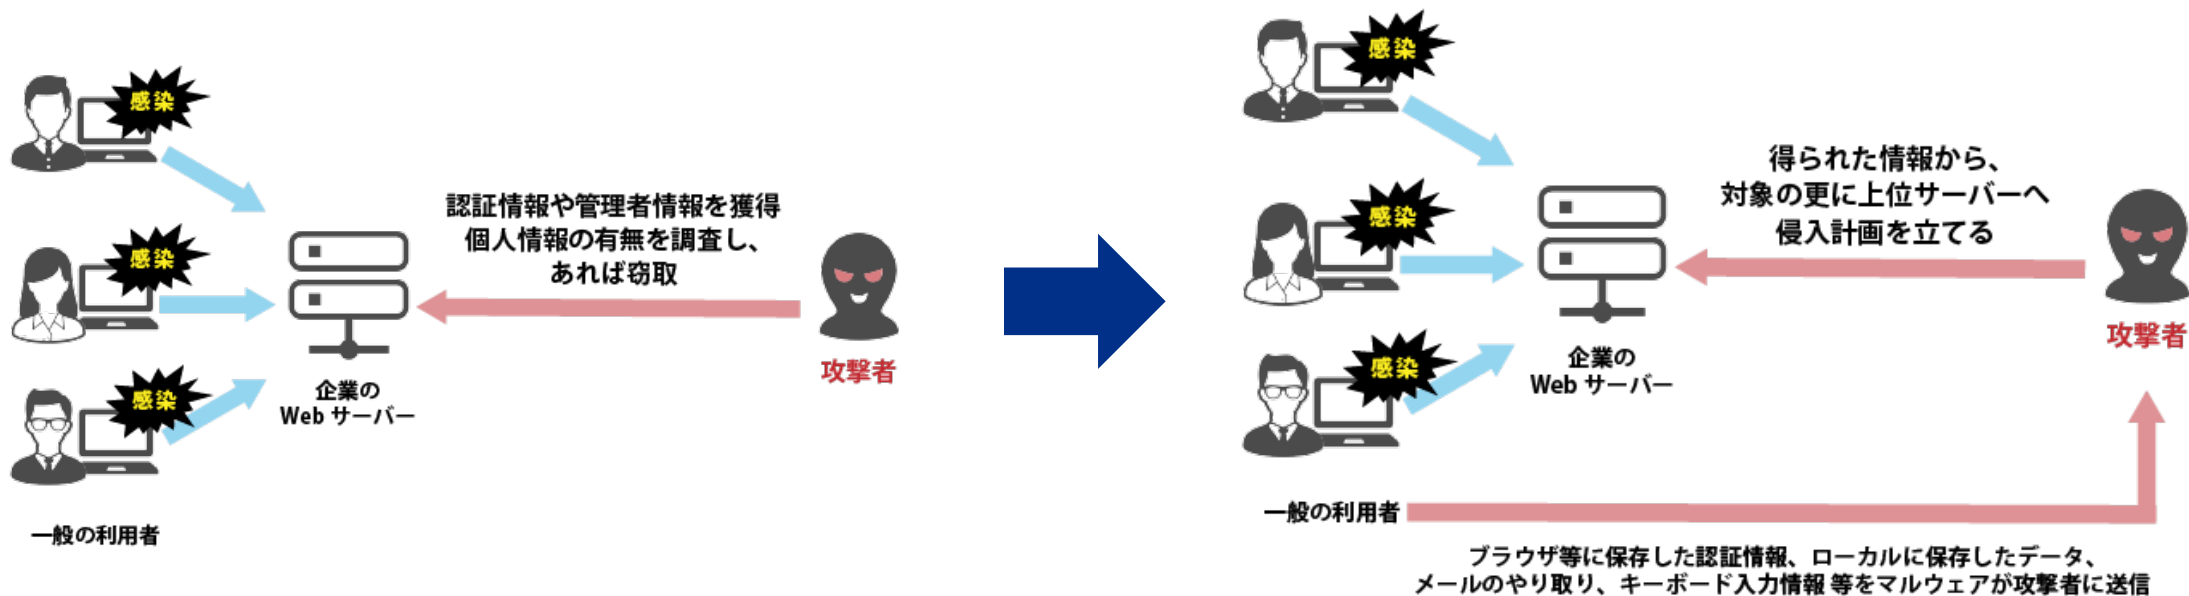 感染
感染
感染
認証情報や管理者情報を獲得
個人情報の有無を調査し、
あれば窃取
攻撃者
企業の
Web サーバー
一般の利用者
感染
感染
感染
得られた情報から、
対象の更に上位サーバーへ
侵入計画を立てる
攻撃者
企業の
Web サーバー
一般の利用者
ブラウザ等に保存した認証情報、ローカルに保存したデータ、
メールのやり取り、キーボード入力情報 等をマルウェアが攻撃者に送信